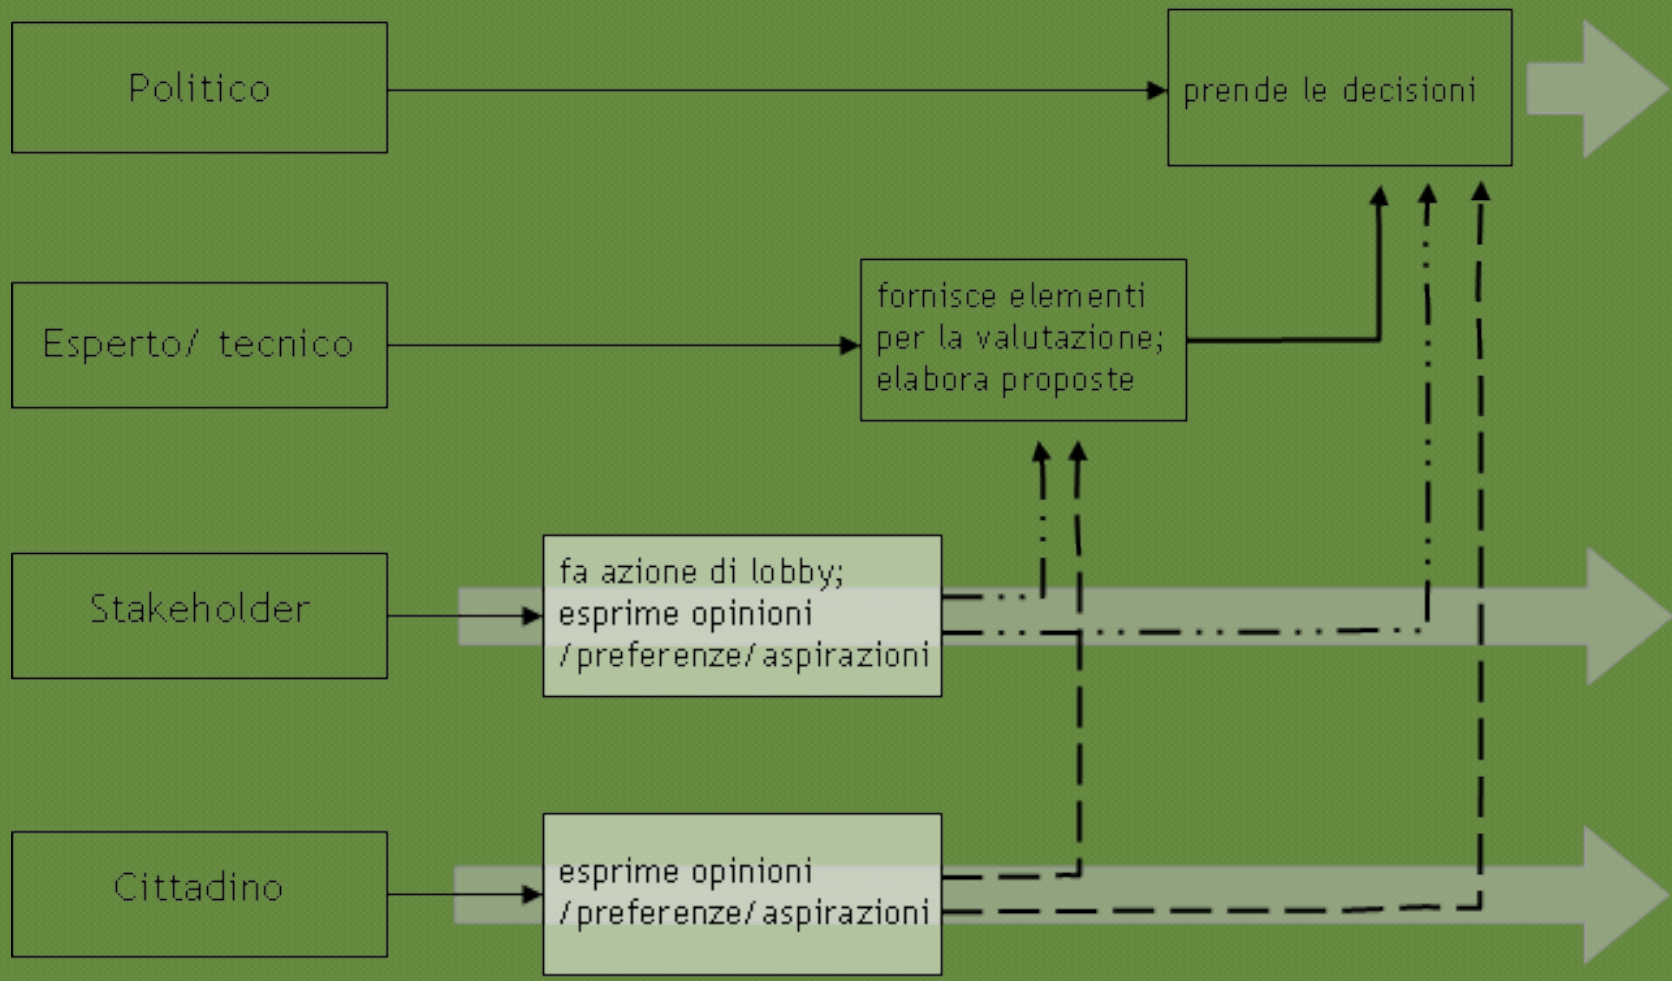 Politico
prende le decisioni
Esperto/ tecnico
fornisce elementi
per la valutazione;
elabora proposte
Stakeholder
fa azione di lobby;
esprime opinioni
/preferenze/aspirazioni
Cittadino
esprime opinioni
/preferenze/aspirazioni